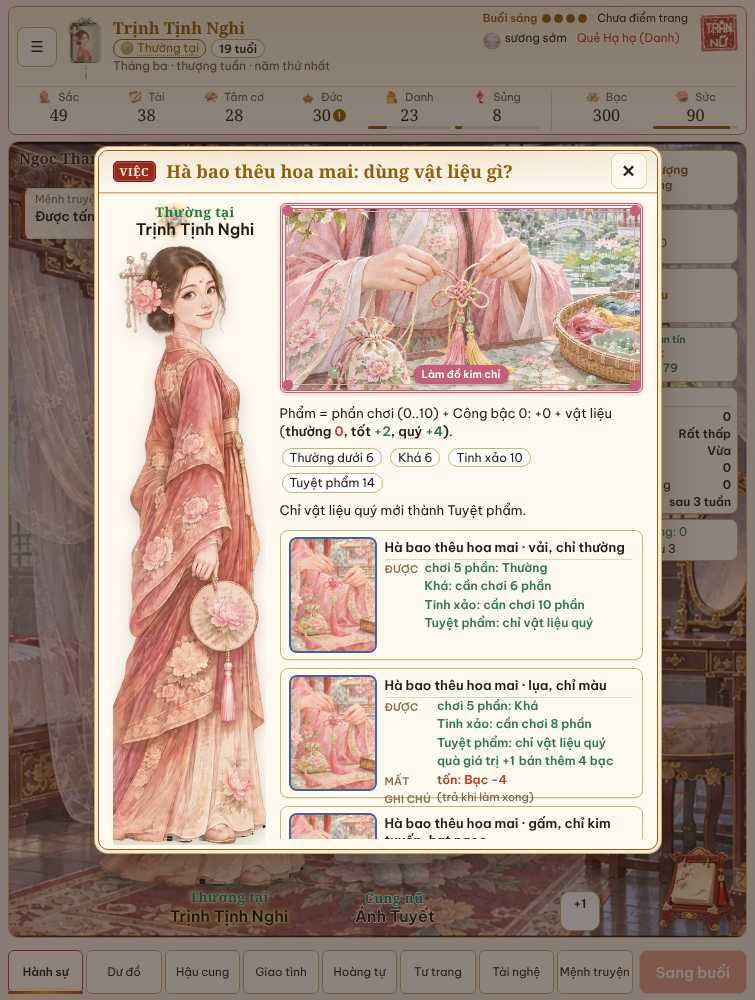 Trịnh Tịnh Nghi
Thường tại
19 tuổi
Tháng ba · thượng tuần · năm thứ nhất
Buổi sáng
Chưa điểm trang
sương sớm
Quẻ Hạ hạ (Danh)
Sắc
49
Tài
38
Tâm cơ
28
Đức
30
Danh
23
Sủng
8
Bạc
300
Sức
90
VIỆC
Hà bao thêu hoa mai: dùng vật liệu gì?
Thường tại
Trịnh Tịnh Nghi
Làm đồ kim chỉ
Phẩm = phần chơi (0..10) + Công bậc 0: +0 + vật liệu
(thường 0, tốt +2, quý +4).
Thường dưới 6
Khá 6
Tinh xảo 10
Tuyệt phẩm 14
Chỉ vật liệu quý mới thành Tuyệt phẩm.
Hà bao thêu hoa mai · vải, chỉ thường
ĐƯỢC chơi 5 phần: Thường
Khá: cần chơi 6 phần
Tinh xảo: cần chơi 10 phần
Tuyệt phẩm: chỉ vật liệu quý
Hà bao thêu hoa mai · lụa, chỉ màu
ĐƯỢC chơi 5 phần: Khá
Tinh xảo: cần chơi 8 phần
Tuyệt phẩm: chỉ vật liệu quý
quà giá trị +1 bán thêm 4 bạc
MẤT tốn: Bạc -4
GHI CHÚ (trả khi làm xong)
Hà bao thêu hoa mai · gấm, chỉ kim
Mệnh truyện
Được tấn
79
0
Rất thấp
Vừa
0
0
sau 3 tuần
Thường tại
Trịnh Tịnh Nghi
Cung nữ
Ánh Tuyết
+1
Hành sự
Dư đồ
Hậu cung
Giao tình
Hoàng tự
Tư trang
Tài nghệ
Mệnh truyện
Sang buổi